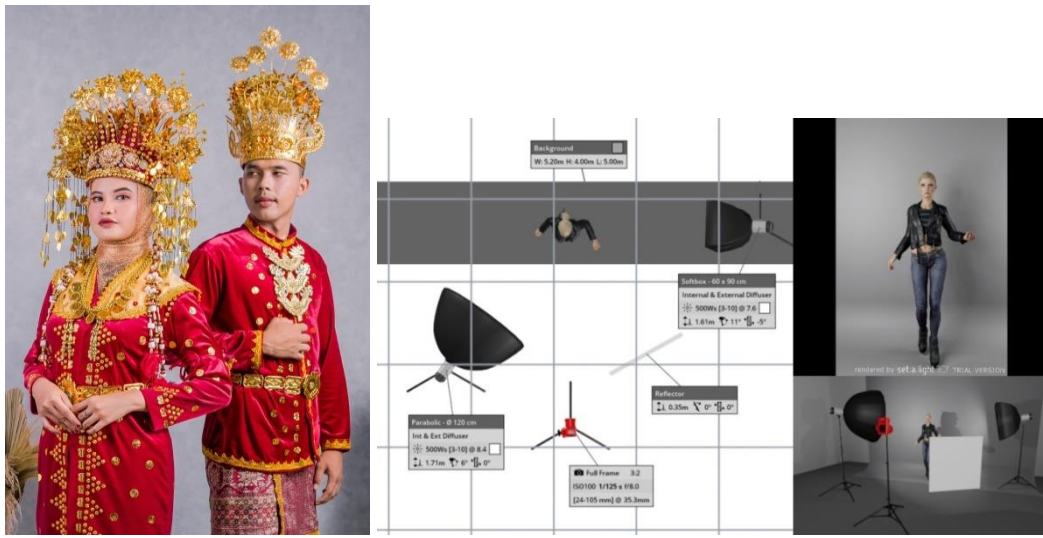 Background
W: 5.20m H: 4.00m L: 5.00m
Softbox - 60 x 90 cm
Internal & External Diffuser
500Ws [3-10] @ 7.6
1.61m 11° -5°
Reflector
0.35m 0° 0°
Parabolic - Ø 120 cm
Int & Ext Diffuser
500Ws [3-10] @ 8.4
1.71m 6° 0°
Full Frame 3.2
ISO100 1/125 s f/8.0
[24-105 mm] @ 35.3mm
rendered by set.a.light TRIAL VERSION